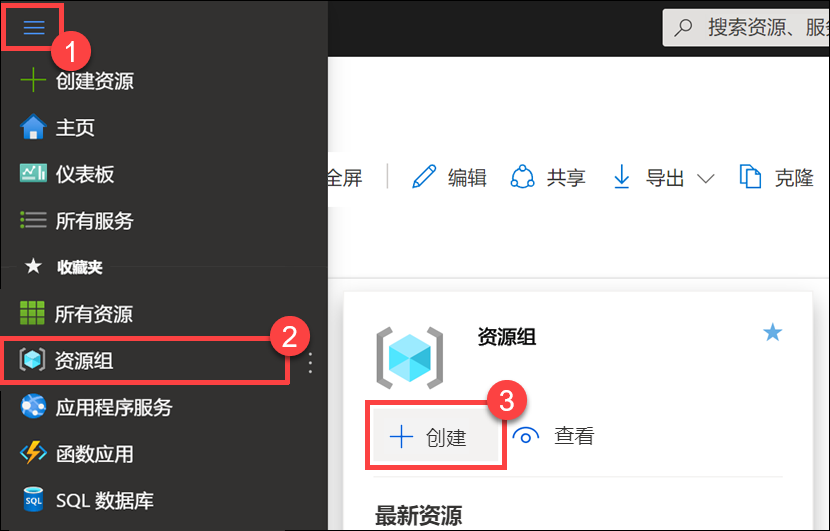 搜索资源、服务
1
创建资源
主页
仪表板
所有服务
收藏夹
所有资源
2
资源组
应用程序服务
函数应用
SQL 数据库
全屏
编辑
共享
导出
克隆
资源组
3
创建
查看
最新资源